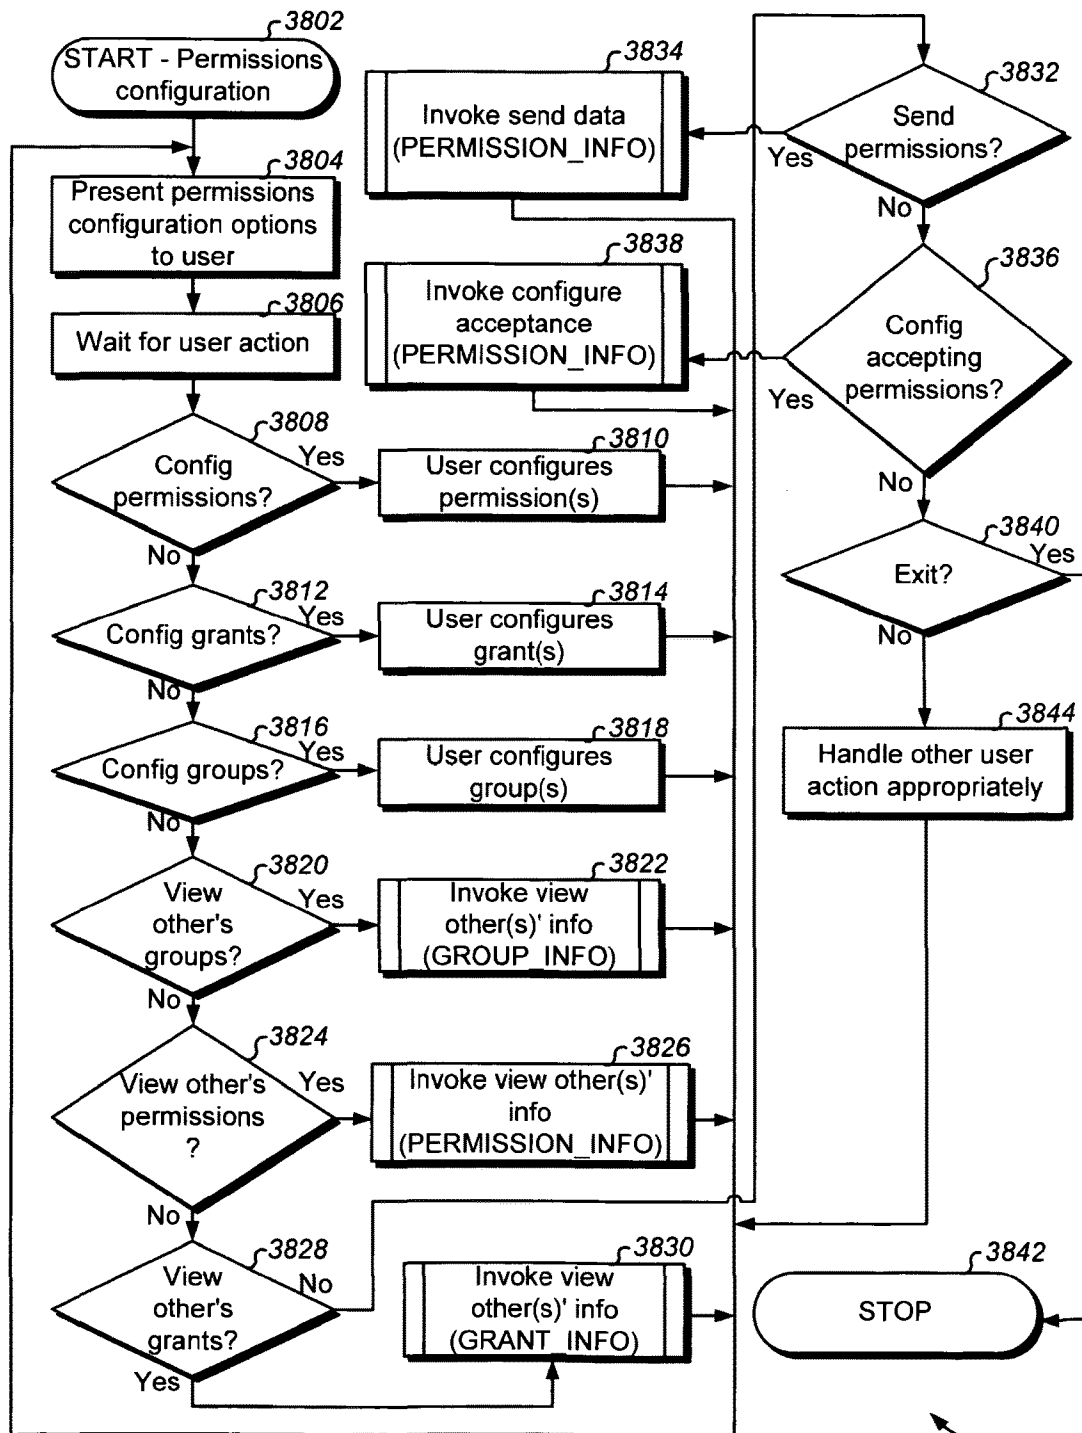 3802
START - Permissions
configuration
3804
Present permissions
configuration options
to user
3806
Wait for user action
3808
Config
permissions?
Yes
No
3810
User configures
permission(s)
3812
Config grants?
Yes
No
3814
User configures
grant(s)
3816
Config groups?
Yes
No
3818
User configures
group(s)
3820
View
other's
groups?
Yes
No
3822
Invoke view
other(s)' info
(GROUP_INFO)
3824
View other's
permissions
?
Yes
No
3826
Invoke view other(s)'
info
(PERMISSION_INFO)
3828
View
other's
grants?
No
Yes
3830
Invoke view
other(s)' info
(GRANT_INFO)
3832
Send
permissions?
Yes
No
3834
Invoke send data
(PERMISSION_INFO)
3836
Config
accepting
permissions?
Yes
No
3838
Invoke configure
acceptance
(PERMISSION_INFO)
3840
Exit?
Yes
No
3844
Handle other user
action appropriately
3842
STOP